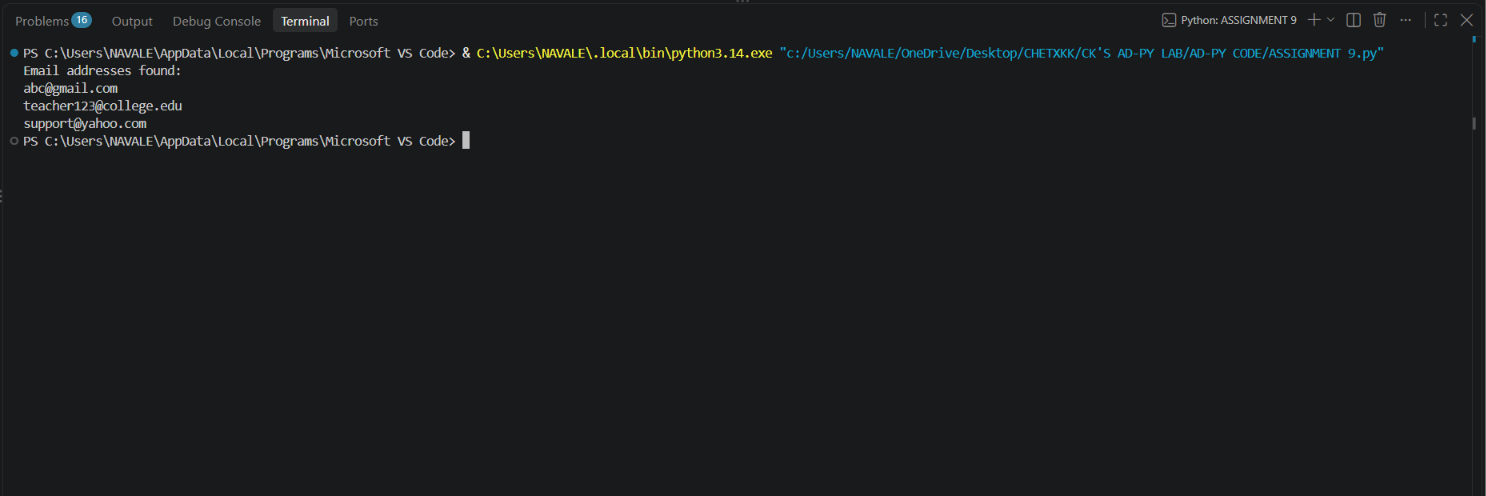 Problems 16 Output Debug Console Terminal Ports Python: ASSIGNMENT 9
PS C:\Users\NAVALE\AppData\Local\Programs\Microsoft VS Code> & C:\Users\NAVALE\.local\bin\python3.14.exe "c:/Users/NAVALE/OneDrive/Desktop/CHETXKK/CK'S AD-PY LAB/AD-PY CODE/ASSIGNMENT 9.py"
Email addresses found:
abc@gmail.com
teacher123@college.edu
support@yahoo.com
PS C:\Users\NAVALE\AppData\Local\Programs\Microsoft VS Code>